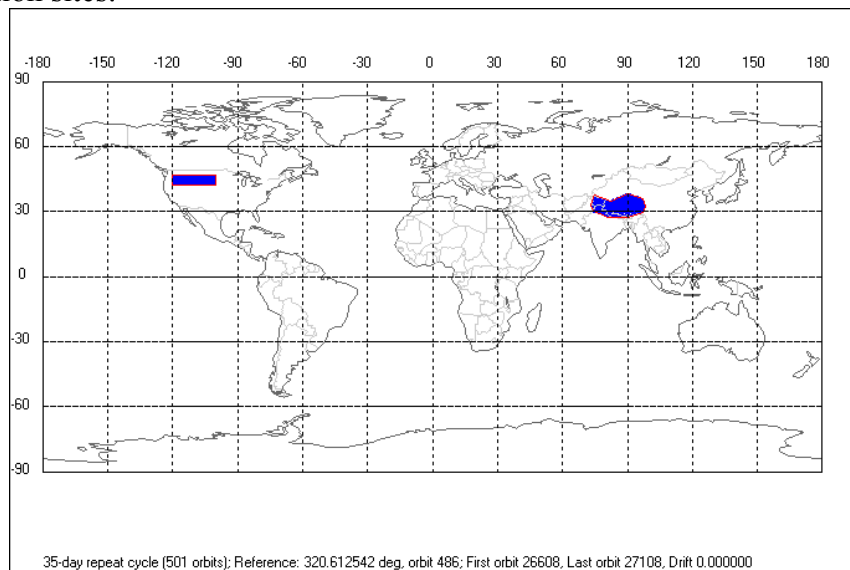 ion sites.
-180 -150 -120 -90 -60 -30 0 30 60 90 120 150 180
90
60
30
0
-30
-60
-90
35-day repeat cycle (501 orbits); Reference: 320.612542 deg, orbit 486; First orbit 26608, Last orbit 27108, Drift 0.000000